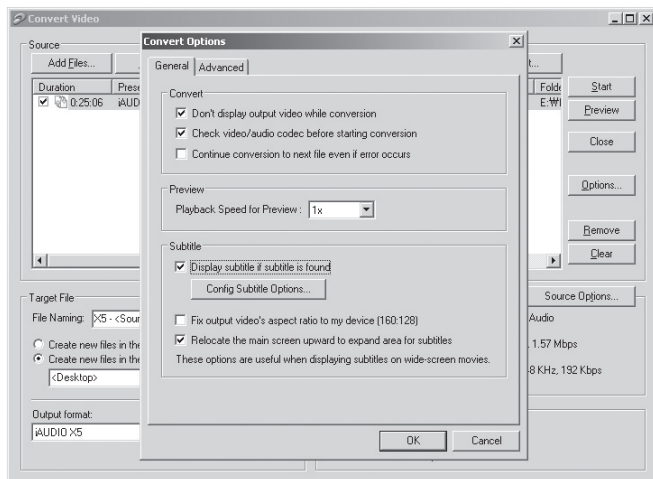 Convert Video
Source
Add Files...
Duration
0:25:06
Folde
Start
Preview
Close
Options...
Remove
Clear
Convert Options
General
Advanced
Convert
Don't display output video while conversion
Check video/audio codec before starting conversion
Continue conversion to next file even if error occurs
Preview
Playback Speed for Preview :
1x
Subtitle
Display subtitle if subtitle is found
Config Subtitle Options...
Fix output video's aspect ratio to my device (160:128)
Relocate the main screen upward to expand area for subtitles
These options are useful when displaying subtitles on wide-screen movies.
OK
Cancel
Target File
File Naming: X5 - <Sour
Create new files in the
Create new files in the
<Desktop>
Output format:
iAUDIO X5
Source Options...
Audio
1.57 Mbps
192 Kbps